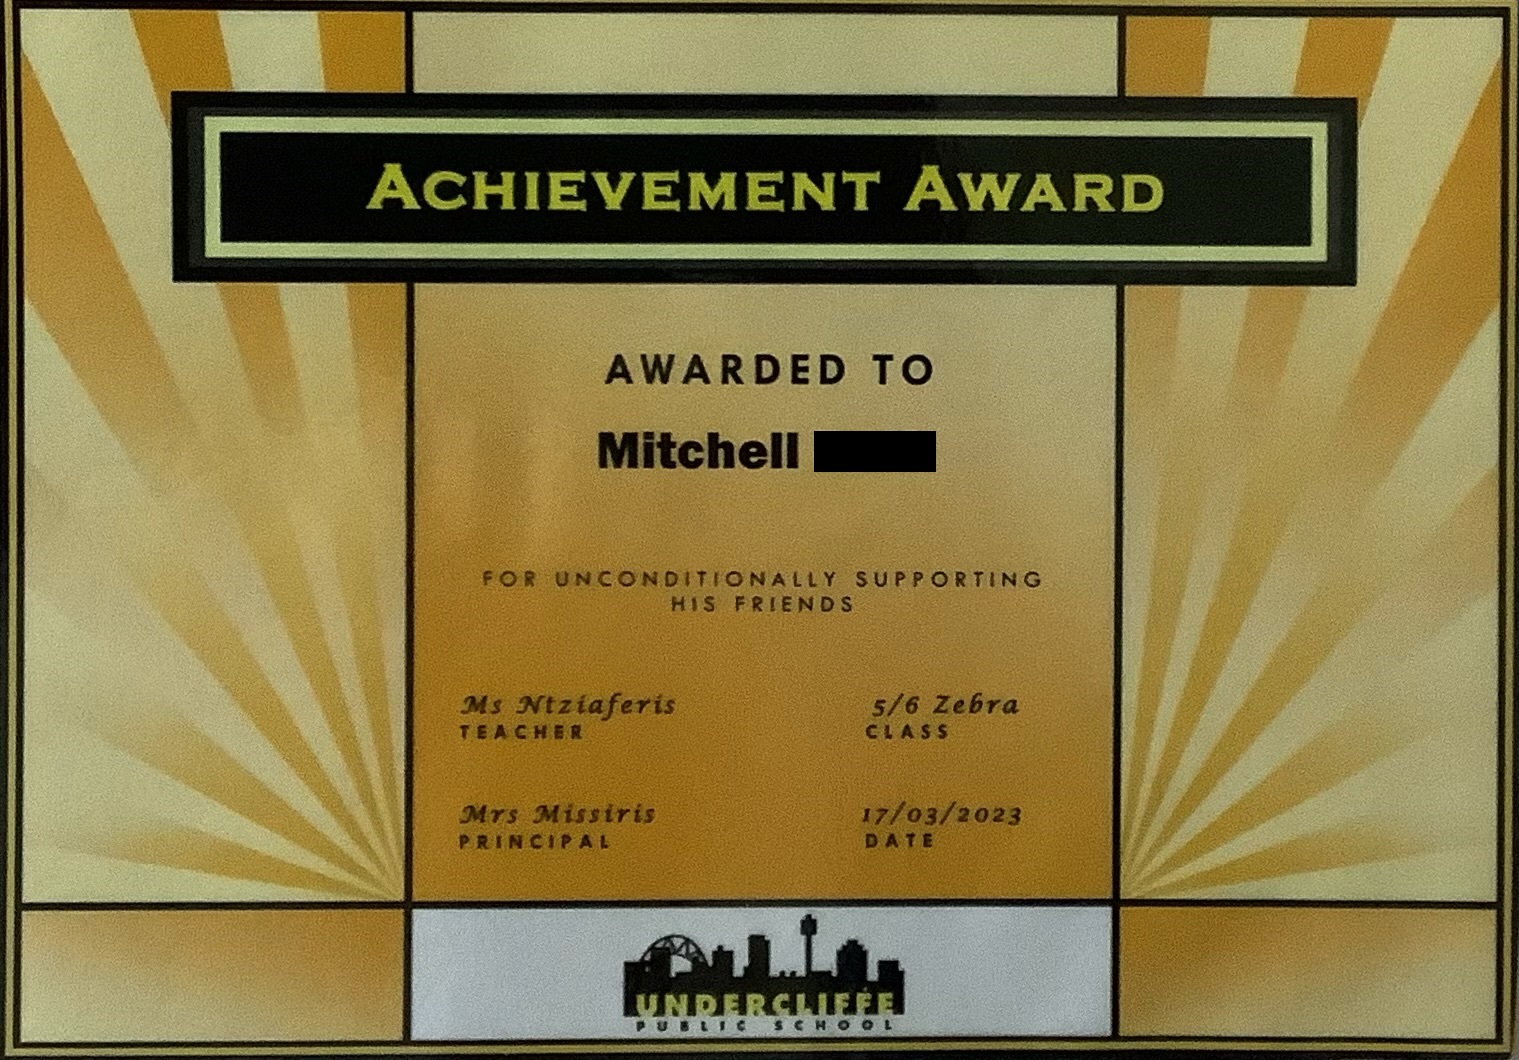 ACHIEVEMENT AWARD
AWARDED TO
Mitchell
FOR UNCONDITIONALLY SUPPORTING
HIS FRIENDS
Ms Ntziaferis 5/6 Zebra
TEACHER CLASS
Mrs Missiris 17/03/2023
PRINCIPAL DATE
UNDERCLIFFE
PUBLIC SCHOOL